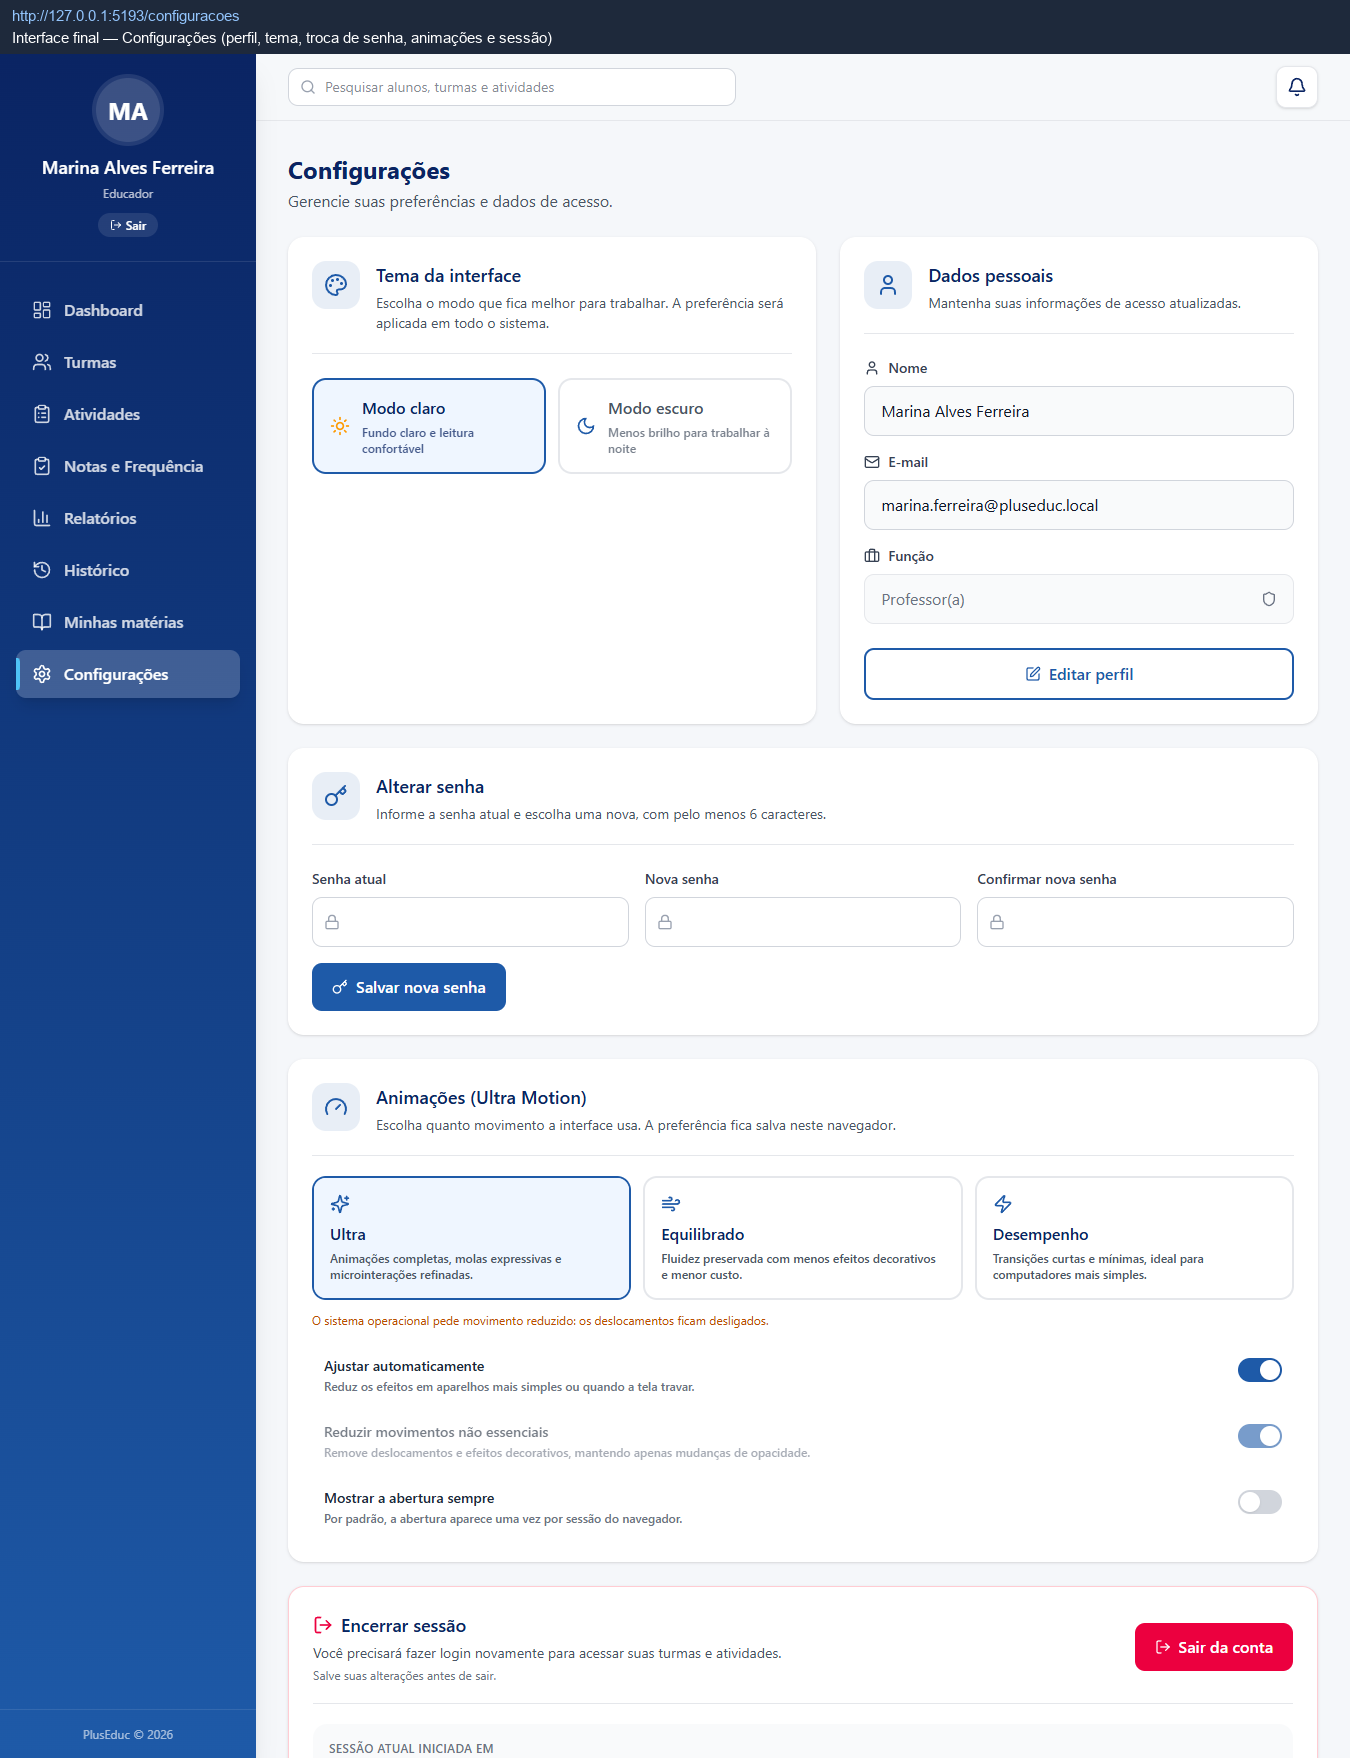 http://127.0.0.1:5193/configuracoes
Interface final — Configurações (perfil, tema, troca de senha, animações e sessão)
MA
Marina Alves Ferreira
Educador
Sair
Dashboard
Turmas
Atividades
Notas e Frequência
Relatórios
Histórico
Minhas matérias
Configurações
PlusEduc © 2026
Pesquisar alunos, turmas e atividades
Configurações
Gerencie suas preferências e dados de acesso.
Tema da interface
Escolha o modo que fica melhor para trabalhar. A preferência será
aplicada em todo o sistema.
Modo claro
Fundo claro e leitura
confortável
Modo escuro
Menos brilho para trabalhar à
noite
Dados pessoais
Mantenha suas informações de acesso atualizadas.
Nome
Marina Alves Ferreira
E-mail
marina.ferreira@pluseduc.local
Função
Professor(a)
Editar perfil
Alterar senha
Informe a senha atual e escolha uma nova, com pelo menos 6 caracteres.
Senha atual
Nova senha
Confirmar nova senha
Salvar nova senha
Animações (Ultra Motion)
Escolha quanto movimento a interface usa. A preferência fica salva neste navegador.
Ultra
Animações completas, molas expressivas e
microinterações refinadas.
Equilibrado
Fluidez preservada com menos efeitos decorativos
e menor custo.
Desempenho
Transições curtas e mínimas, ideal para
computadores mais simples.
O sistema operacional pede movimento reduzido: os deslocamentos ficam desligados.
Ajustar automaticamente
Reduz os efeitos em aparelhos mais simples ou quando a tela travar.
Reduzir movimentos não essenciais
Remove deslocamentos e efeitos decorativos, mantendo apenas mudanças de opacidade.
Mostrar a abertura sempre
Por padrão, a abertura aparece uma vez por sessão do navegador.
Encerrar sessão
Você precisará fazer login novamente para acessar suas turmas e atividades.
Salve suas alterações antes de sair.
Sair da conta
SESSÃO ATUAL INICIADA EM